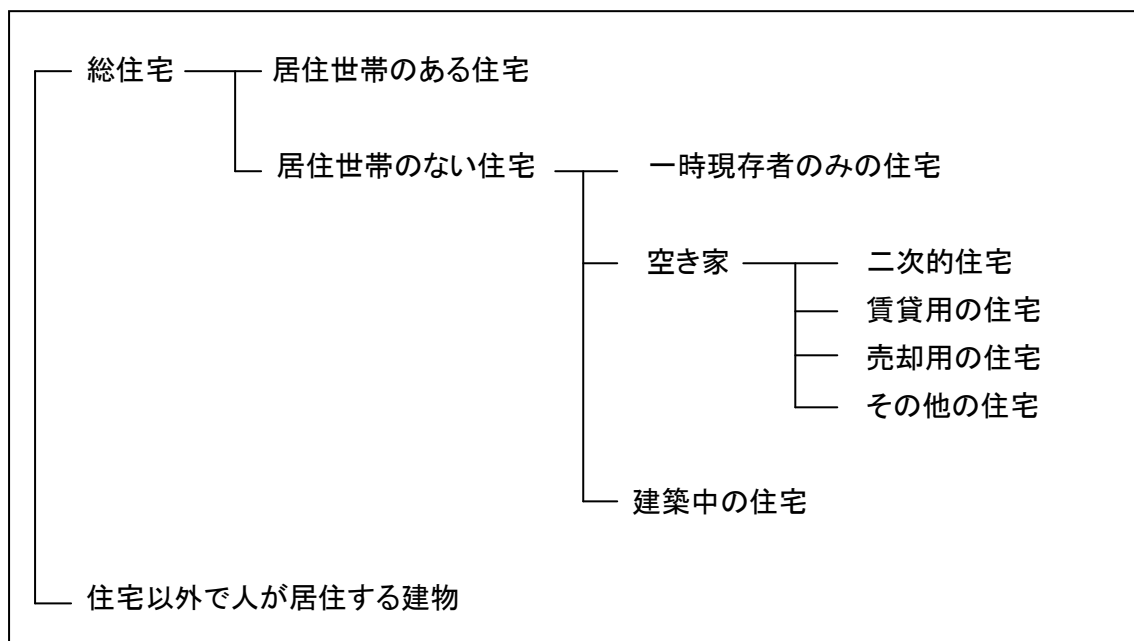 総住宅
居住世帯のある住宅
居住世帯のない住宅
一時現存者のみの住宅
空き家
二次的住宅
賃貸用の住宅
売却用の住宅
その他の住宅
建築中の住宅
住宅以外で人が居住する建物